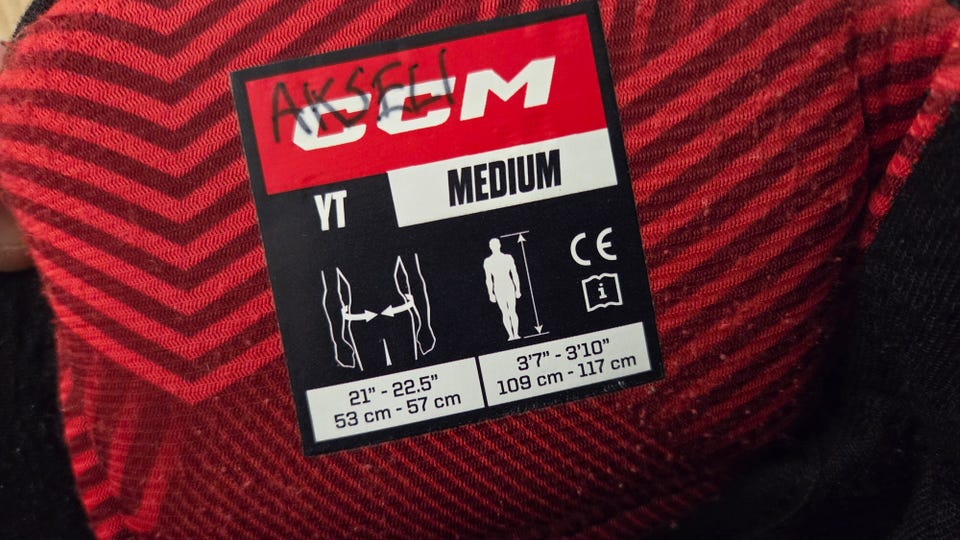 AKSELI
CCM
YT
MEDIUM
CE
i
21” - 22.5”
53 cm - 57 cm
3'7” - 3'10”
109 cm - 117 cm